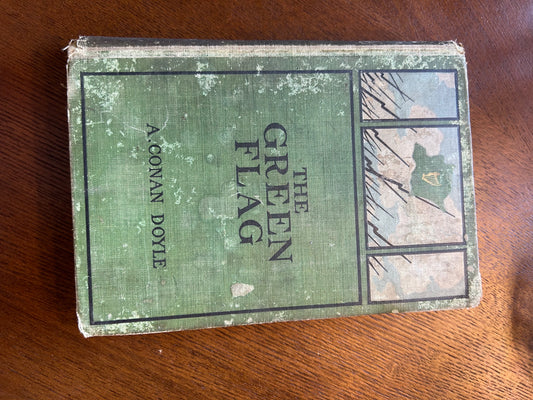 THE
GREEN
FLAG
A. CONAN DOYLE